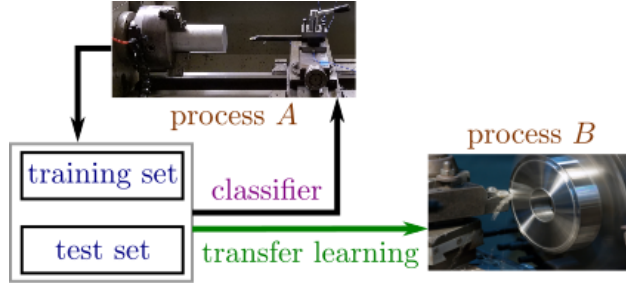 process A
process B
training set
classifier
test set
transfer learning